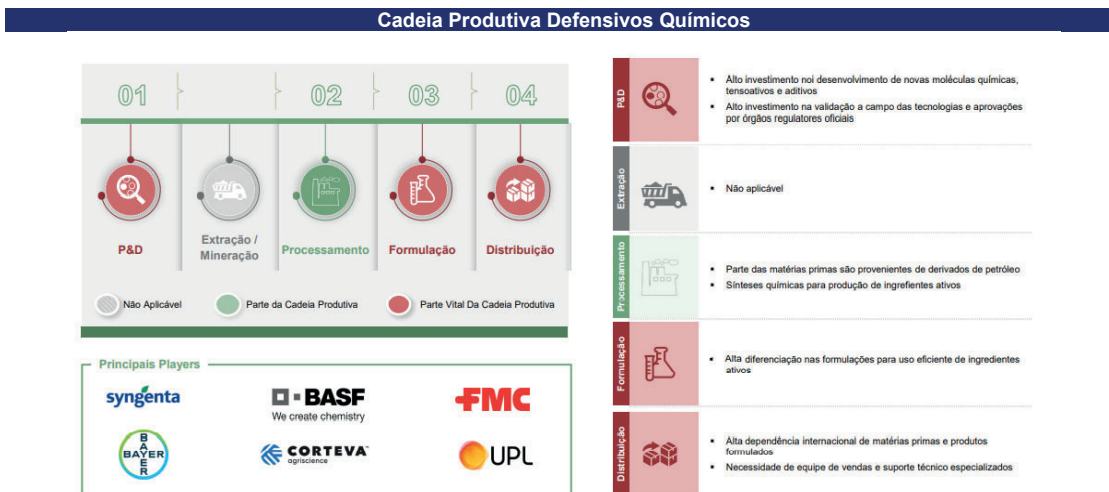 Cadeia Produtiva Defensivos Químicos
01
02
03
04
P&D
Extração /
Mineração
Processamento
Formulação
Distribuição
Não Aplicável
Parte da Cadeia Produtiva
Parte Vital Da Cadeia Produtiva
Principais Players
syngenta
BASF
We create chemistry
FMC
BAYER
BAYER
CORTEVA™
agriscience
UPL
P&D
▪ Alto investimento noi desenvolvimento de novas moléculas químicas,
tensoativos e aditivos
▪ Alto investimento na validação a campo das tecnologias e aprovações
por órgãos regulatores oficiais
Extração
▪ Não aplicável
Processamento
▪ Parte das matérias primas são provenientes de derivados de petróleo
▪ Sínteses químicas para produção de ingrefientes ativos
Formulação
▪ Alta diferenciação nas formulações para uso eficiente de ingredientes
ativos
Distribuição
▪ Alta dependência internacional de matérias primas e produtos
formulados
▪ Necessidade de equipe de vendas e suporte técnico especializados